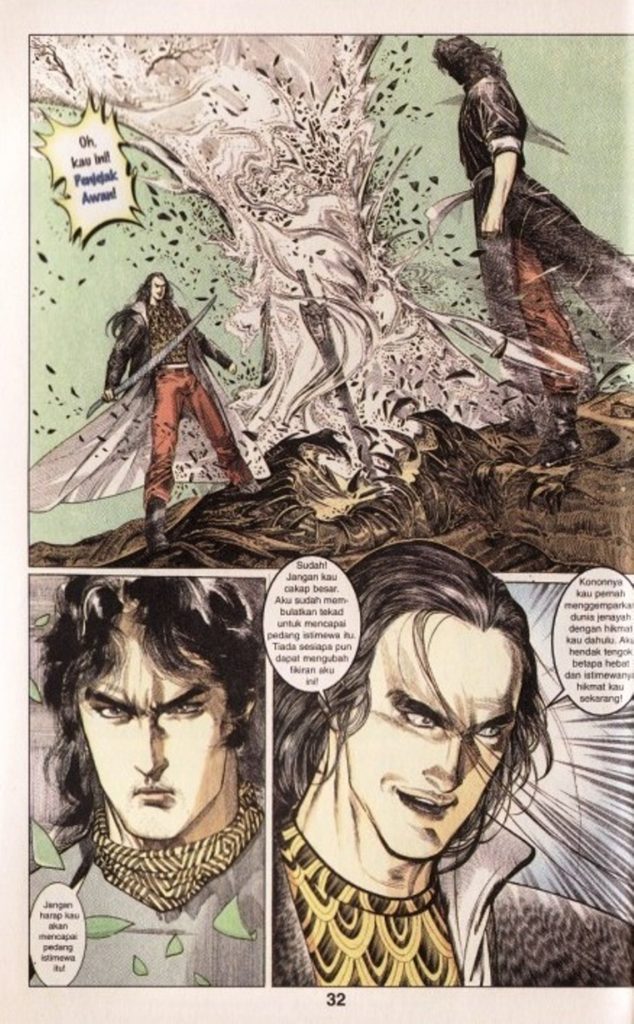 Oh,
kau ini!
Penjejak
Awan!
Jangan
harap kau
akan
mencapai
pedang
istimewa
itu!
Sudah!
Jangan kau
cakap besar.
Aku sudah mem-
bulatkan tekad
untuk mencapai
pedang istimewa itu.
Tiada sesiapa pun
dapat mengubah
fikiran aku
ini!
Kononnya
kau pernah
menggemparkan
dunia jenayah
dengan hikmat
kau dahulu. Aku
hendak tengok
betapa hebat
dan istimewanya
hikmat kau
sekarang!
32